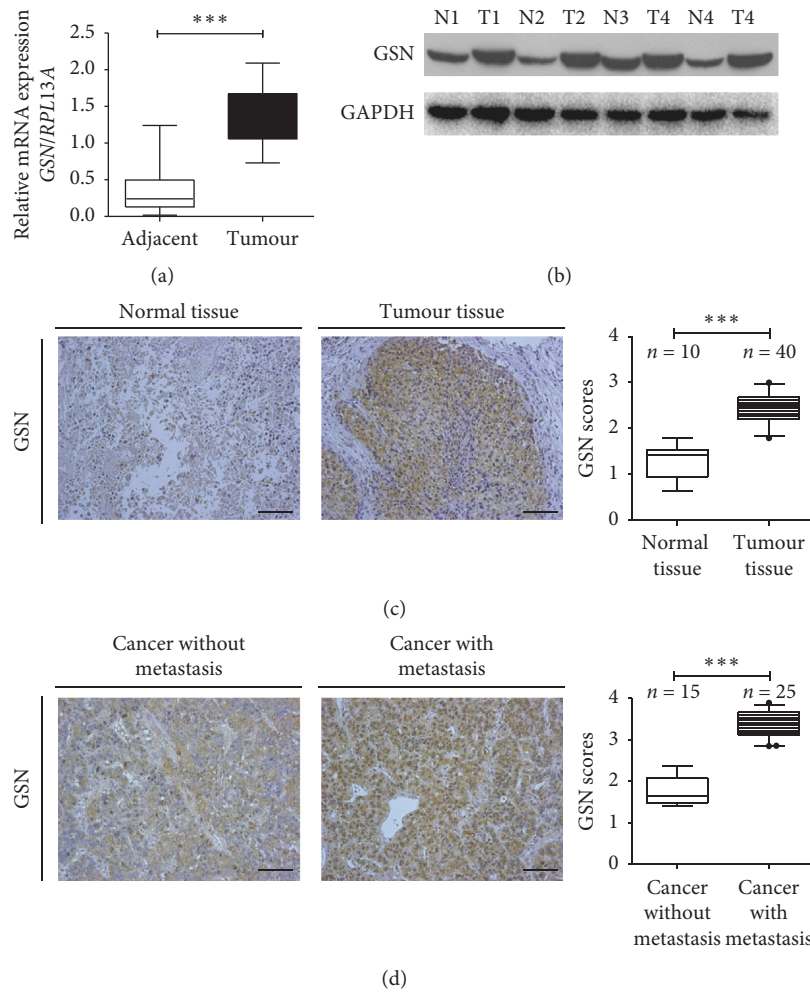 Relative mRNA expression
GSN/RPL13A
***
2.5
2.0
1.5
1.0
0.5
0.0
Adjacent Tumour
(a)
N1 T1 N2 T2 N3 T4 N4 T4
GSN
GAPDH
(b)
Normal tissue
Tumour tissue
GSN
GSN scores
4
3
2
1
0
***
n = 10 n = 40
Normal tissue
Tumour tissue
(c)
Cancer without
metastasis
Cancer with
metastasis
GSN
GSN scores
4
3
2
1
0
***
n = 15 n = 25
Cancer without metastasis
Cancer with metastasis
(d)